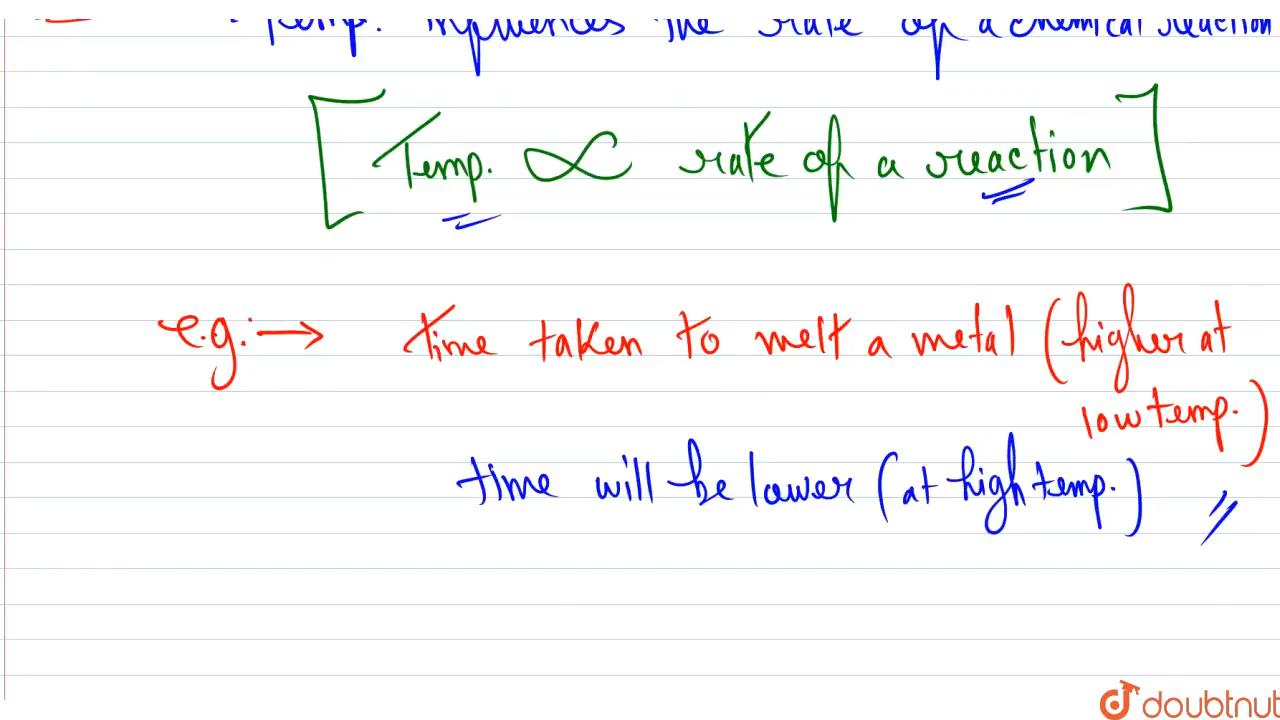 Temp. influences the rate of a chemical reaction
[Temp. ∝ rate of a reaction]
e.g:→ time taken to melt a metal (higher at
low temp.)
time will be lower (at high temp.)
doubtnut